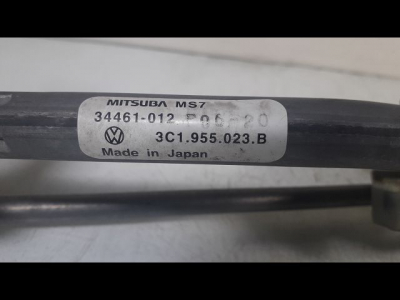 MITSUBA MS7
34461-012
3C1.955.023.B
Made in Japan